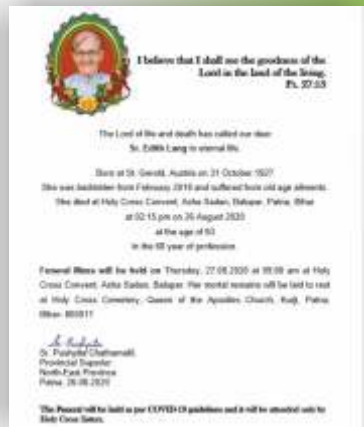 I believe that I shall see the goodness of the
Lord in the land of the living.
Ps. 27:13
The Lord of life and death has called our dear
Sr. Edith Lang to eternal life.
Born at St. Gerold, Austria on 31 October 1927
She was bedridden from February 2018 and suffered from old age ailments.
She died at Holy Cross Convent, Asha Sadan, Balupar, Patna, Bihar
at 02:15 pm on 26 August 2020
at the age of 93
In the 60 year of profession.
Funeral Mass will be held on Thursday, 27.08.2020 at 09:00 am at Holy
Cross Convent, Asha Sadan, Balupar. Her mortal remains will be laid to rest
at Holy Cross Cemetery, Queen of the Apostles Church, Kurji, Patna,
Bihar
Sr.
Provincial Superior
North-East Province
Patna, 26.08.2020
The Funeral will be held as per COVID-19 guidelines and it will be attended only by
Holy Cross Sisters.